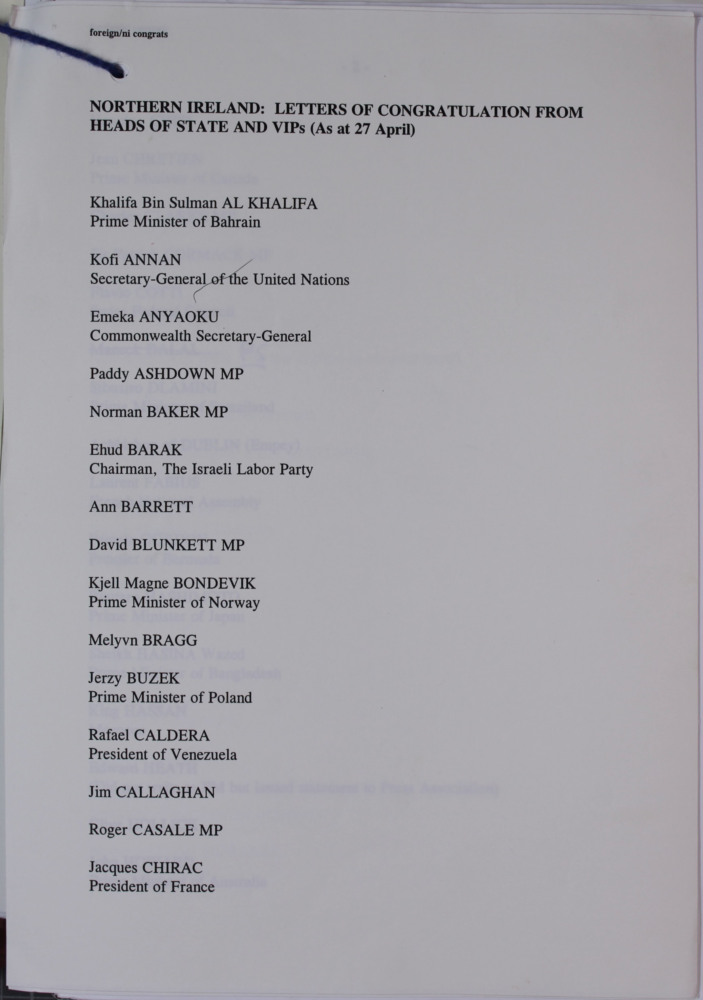 foreign/ni congrats
NORTHERN IRELAND: LETTERS OF CONGRATULATION FROM
HEADS OF STATE AND VIPs (As at 27 April)
Khalifa Bin Sulman AL KHALIFA
Prime Minister of Bahrain
Kofi ANNAN
Secretary-General of the United Nations
Emeka ANYAOKU
Commonwealth Secretary-General
Paddy ASHDOWN MP
Norman BAKER MP
Ehud BARAK
Chairman, The Israeli Labor Party
Ann BARRETT
David BLUNKETT MP
Kjell Magne BONDEVIK
Prime Minister of Norway
Melyvn BRAGG
Jerzy BUZEK
Prime Minister of Poland
Rafael CALDERA
President of Venezuela
Jim CALLAGHAN
Roger CASALE MP
Jacques CHIRAC
President of France